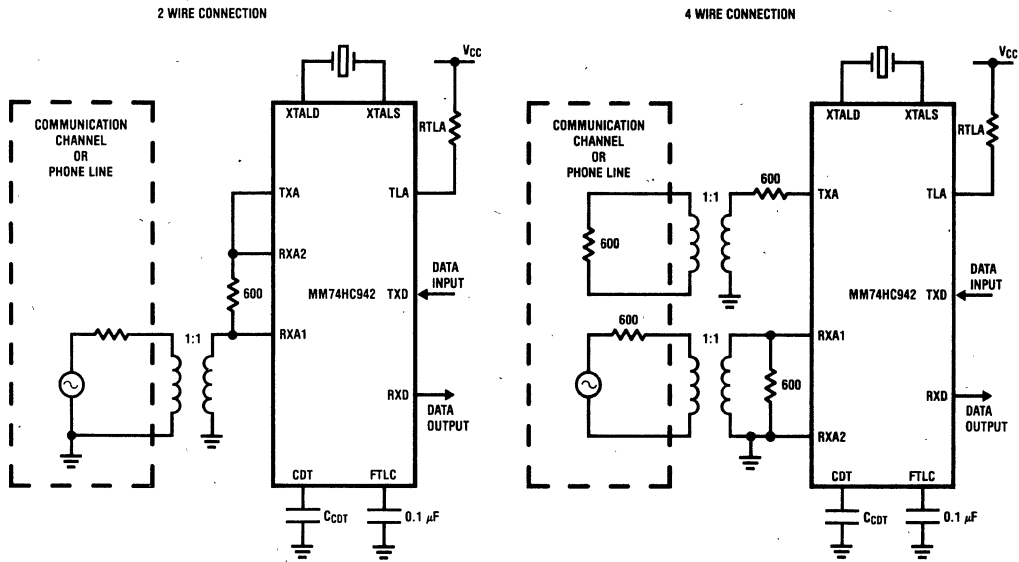 2 WIRE CONNECTION
VCC
XTALD
XTALS
RTLA
COMMUNICATION
CHANNEL
OR
PHONE LINE
TXA
TLA
RXA2
600
MM74HC942
TXD
DATA
INPUT
1:1
RXA1
RXD
DATA
OUTPUT
CDT
FTLC
CCDT
0.1 µF
4 WIRE CONNECTION
VCC
XTALD
XTALS
RTLA
COMMUNICATION
CHANNEL
OR
PHONE LINE
600
1:1
TXA
TLA
600
MM74HC942
TXD
DATA
INPUT
600
1:1
RXA1
600
RXD
DATA
OUTPUT
RXA2
CDT
FTLC
CCDT
0.1 µF